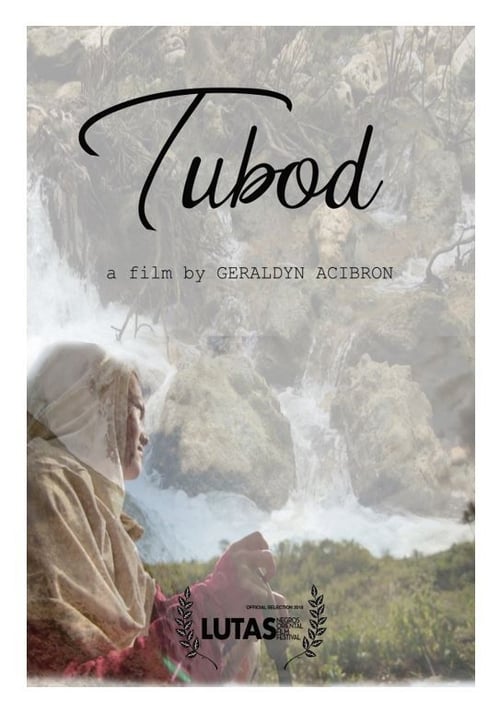 Tubod
a film by GERALDYN ACIBRON
OFFICIAL SELECTION 2018
LUTAS
NEGROS
ORIENTAL
FILM
FESTIVAL